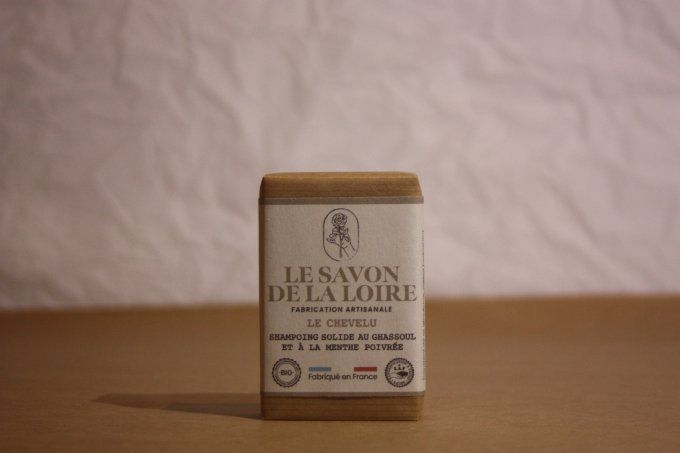 LE SAVON
DE LA LOIRE
FABRICATION ARTISANALE
LE CHEVELU
SHAMPOING SOLIDE AU GHASSOUL
ET À LA MENTHE POIVRÉE
BIO
Fabriqué en France